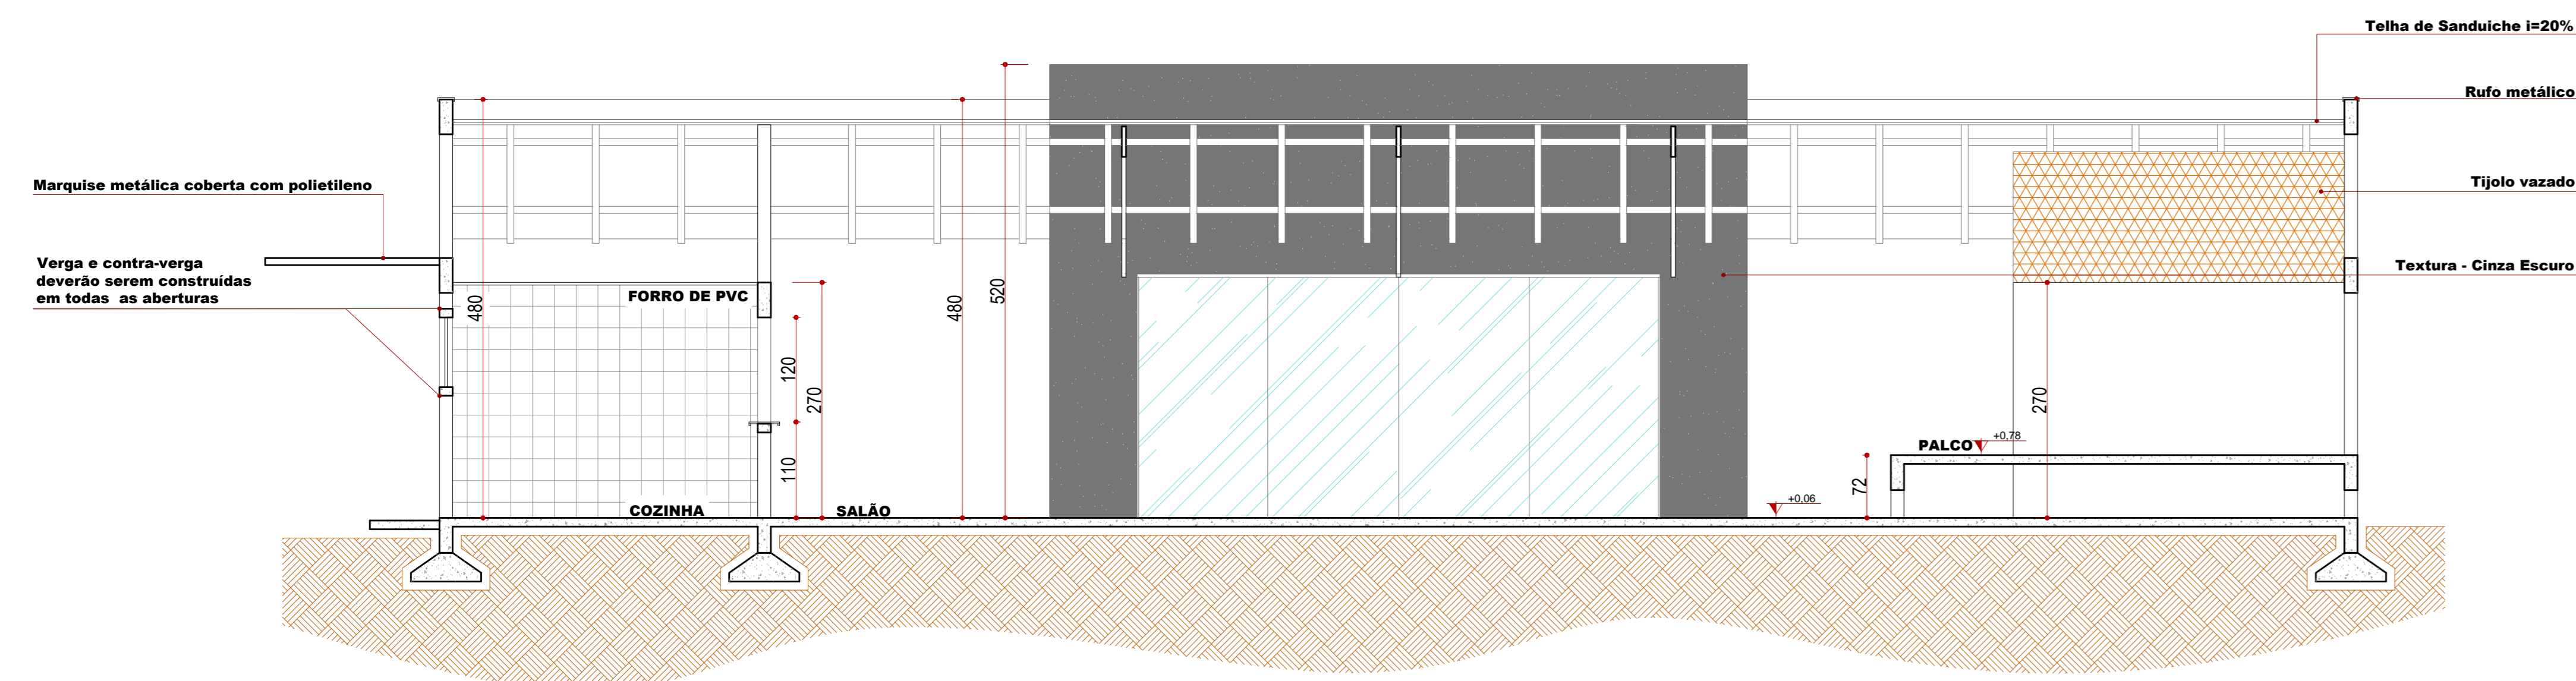 Telha de Sanduiche i=20%
Rufo metálico
Marquise metálica coberta com polietileno
Tijolo vazado
Verga e contra-verga
deverão serem construídas
em todas as aberturas
Textura - Cinza Escuro
FORRO DE PVC
480
480
520
120
270
110
270
PALCO
+0,78
72
+0,06
COZINHA
SALÃO